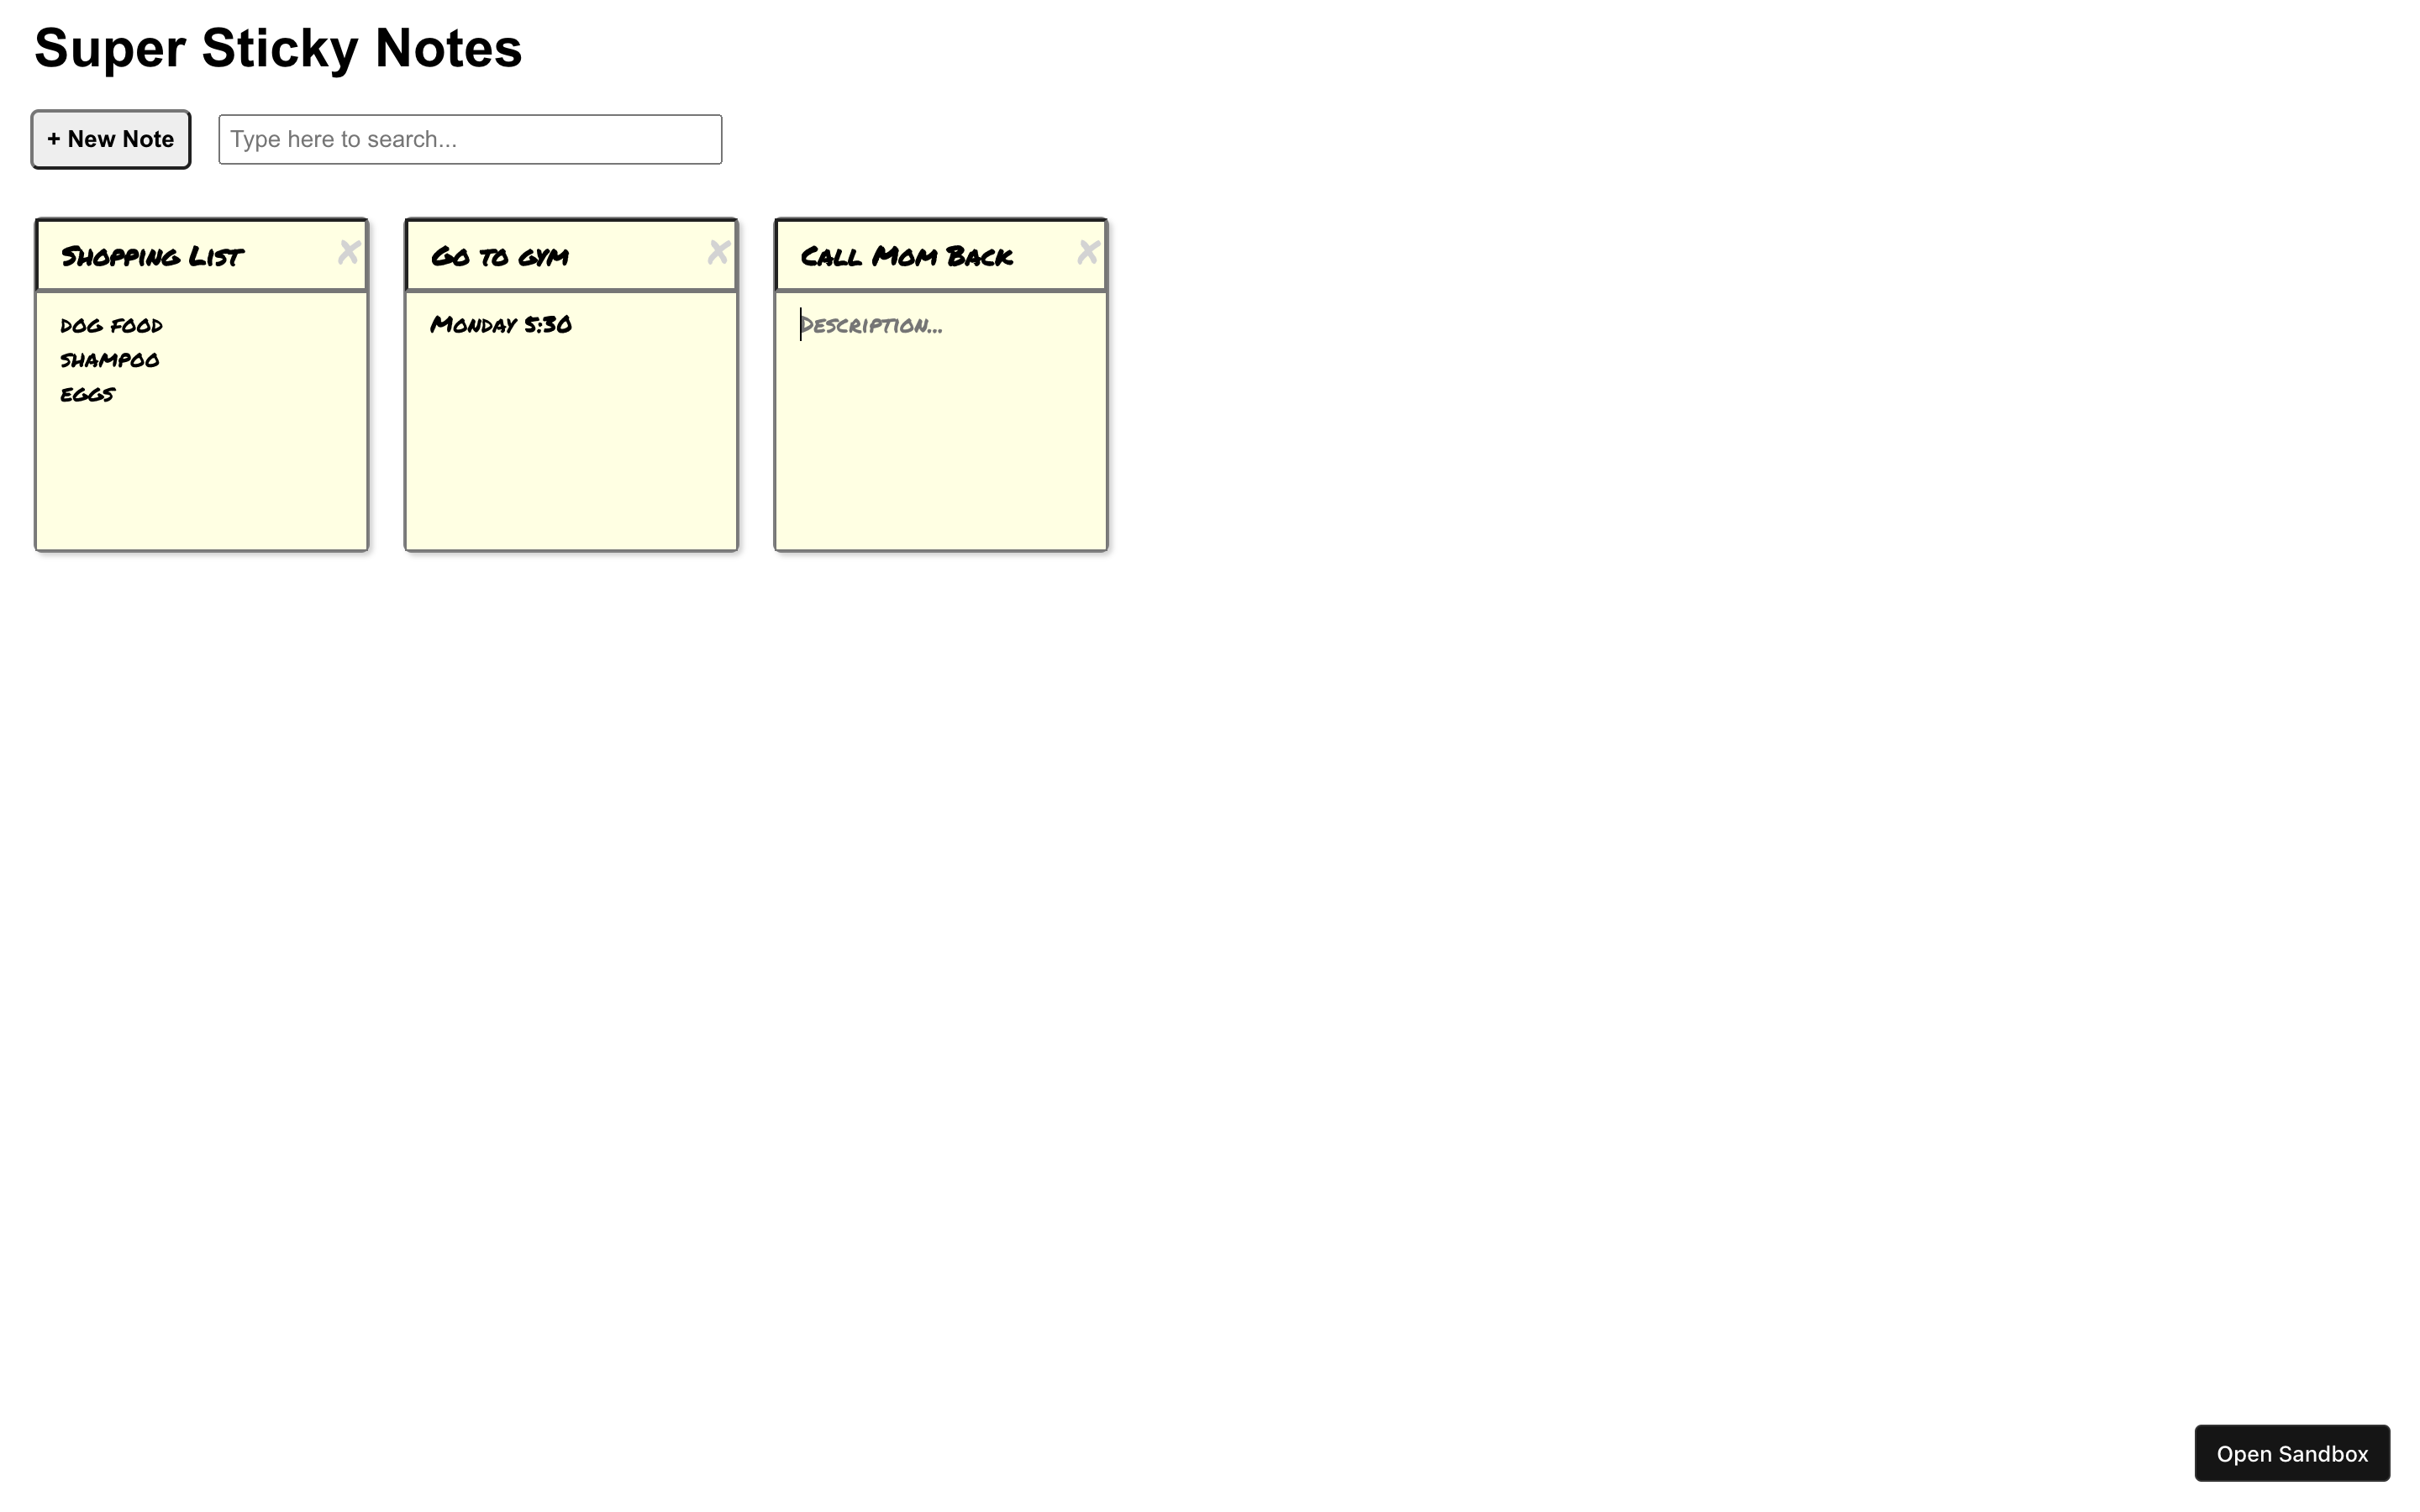 Super Sticky Notes
+ New Note
Type here to search...
Shopping List
x
Go to gym
x
Call Mom Back
x
dog food
shampoo
eggs
Monday 5:30
Description...
Open Sandbox